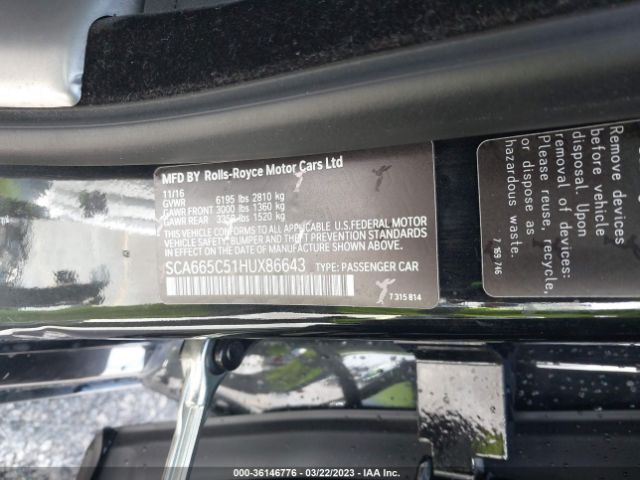 MFD BY Rolls-Royce Motor Cars Ltd
11/16
GVWR 6195 lbs 2810 kg
GAWR FRONT 3000 lbs 1360 kg
GAWR REAR 3358 lbs 1520 kg
THIS VEHICLE CONFORMS TO ALL APPLICABLE U.S.FEDERAL MOTOR
VEHICLE SAFETY, BUMPER, AND THEFT PREVENTION STANDARDS
IN EFFECT ON THE DATE OF MANUFACTURE SHOWN ABOVE.
SCA665C51HUX86643 TYPE: PASSENGER CAR
7 315 814
Remove devices
before vehicle
disposal. Upon
removal of devices
Please reuse, recycle,
or dispose as
hazardous waste.
7 169 746
000-36146776 - 03/22/2023 - IAA Inc.